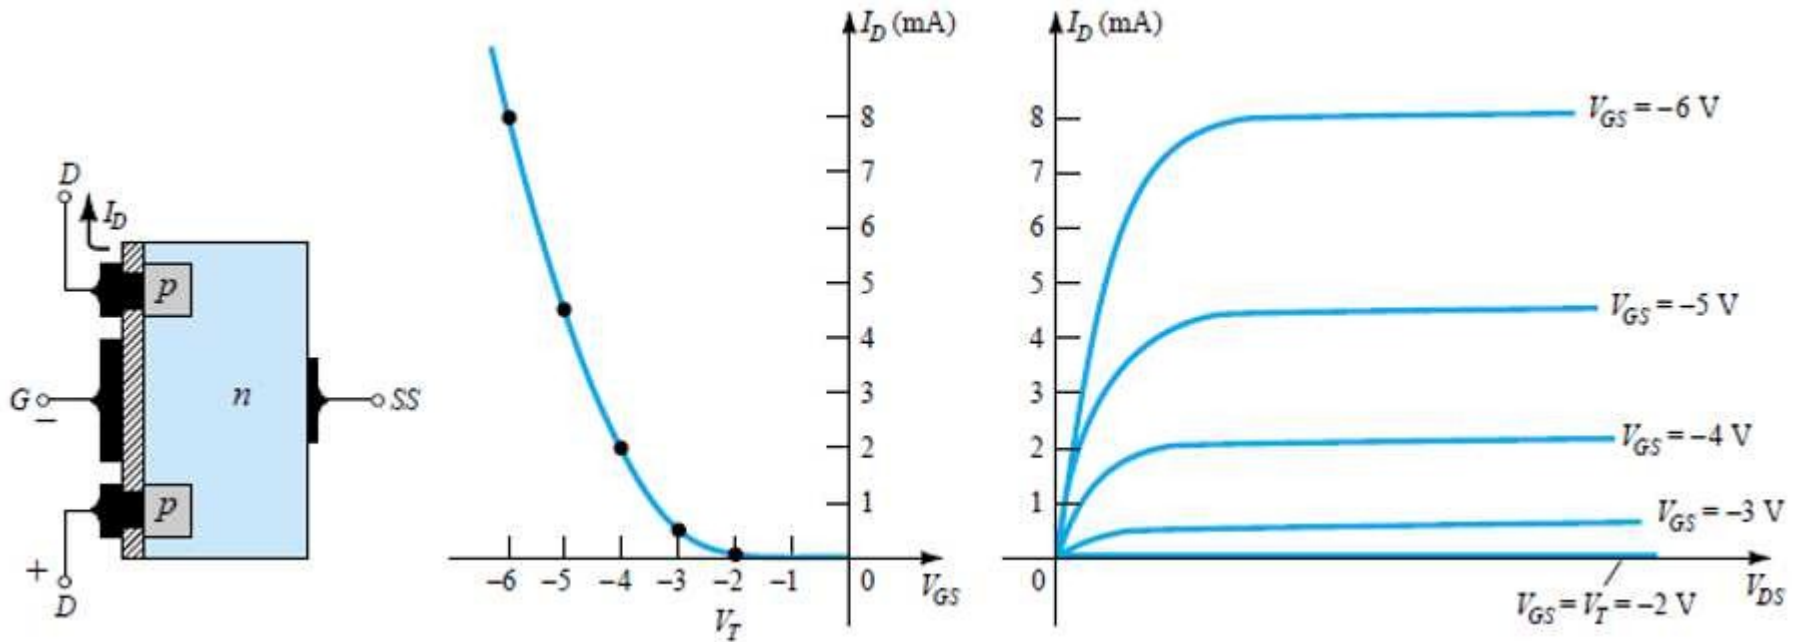 D
I_D
p
n
G
−
SS
p
+
D
I_D (mA)
8
7
6
5
4
3
2
1
−6 −5 −4 −3 −2 −1 0 V_GS
V_T
I_D (mA)
8
7
6
5
4
3
2
1
0
V_GS = −6 V
V_GS = −5 V
V_GS = −4 V
V_GS = −3 V
V_DS
V_GS = V_T = −2 V